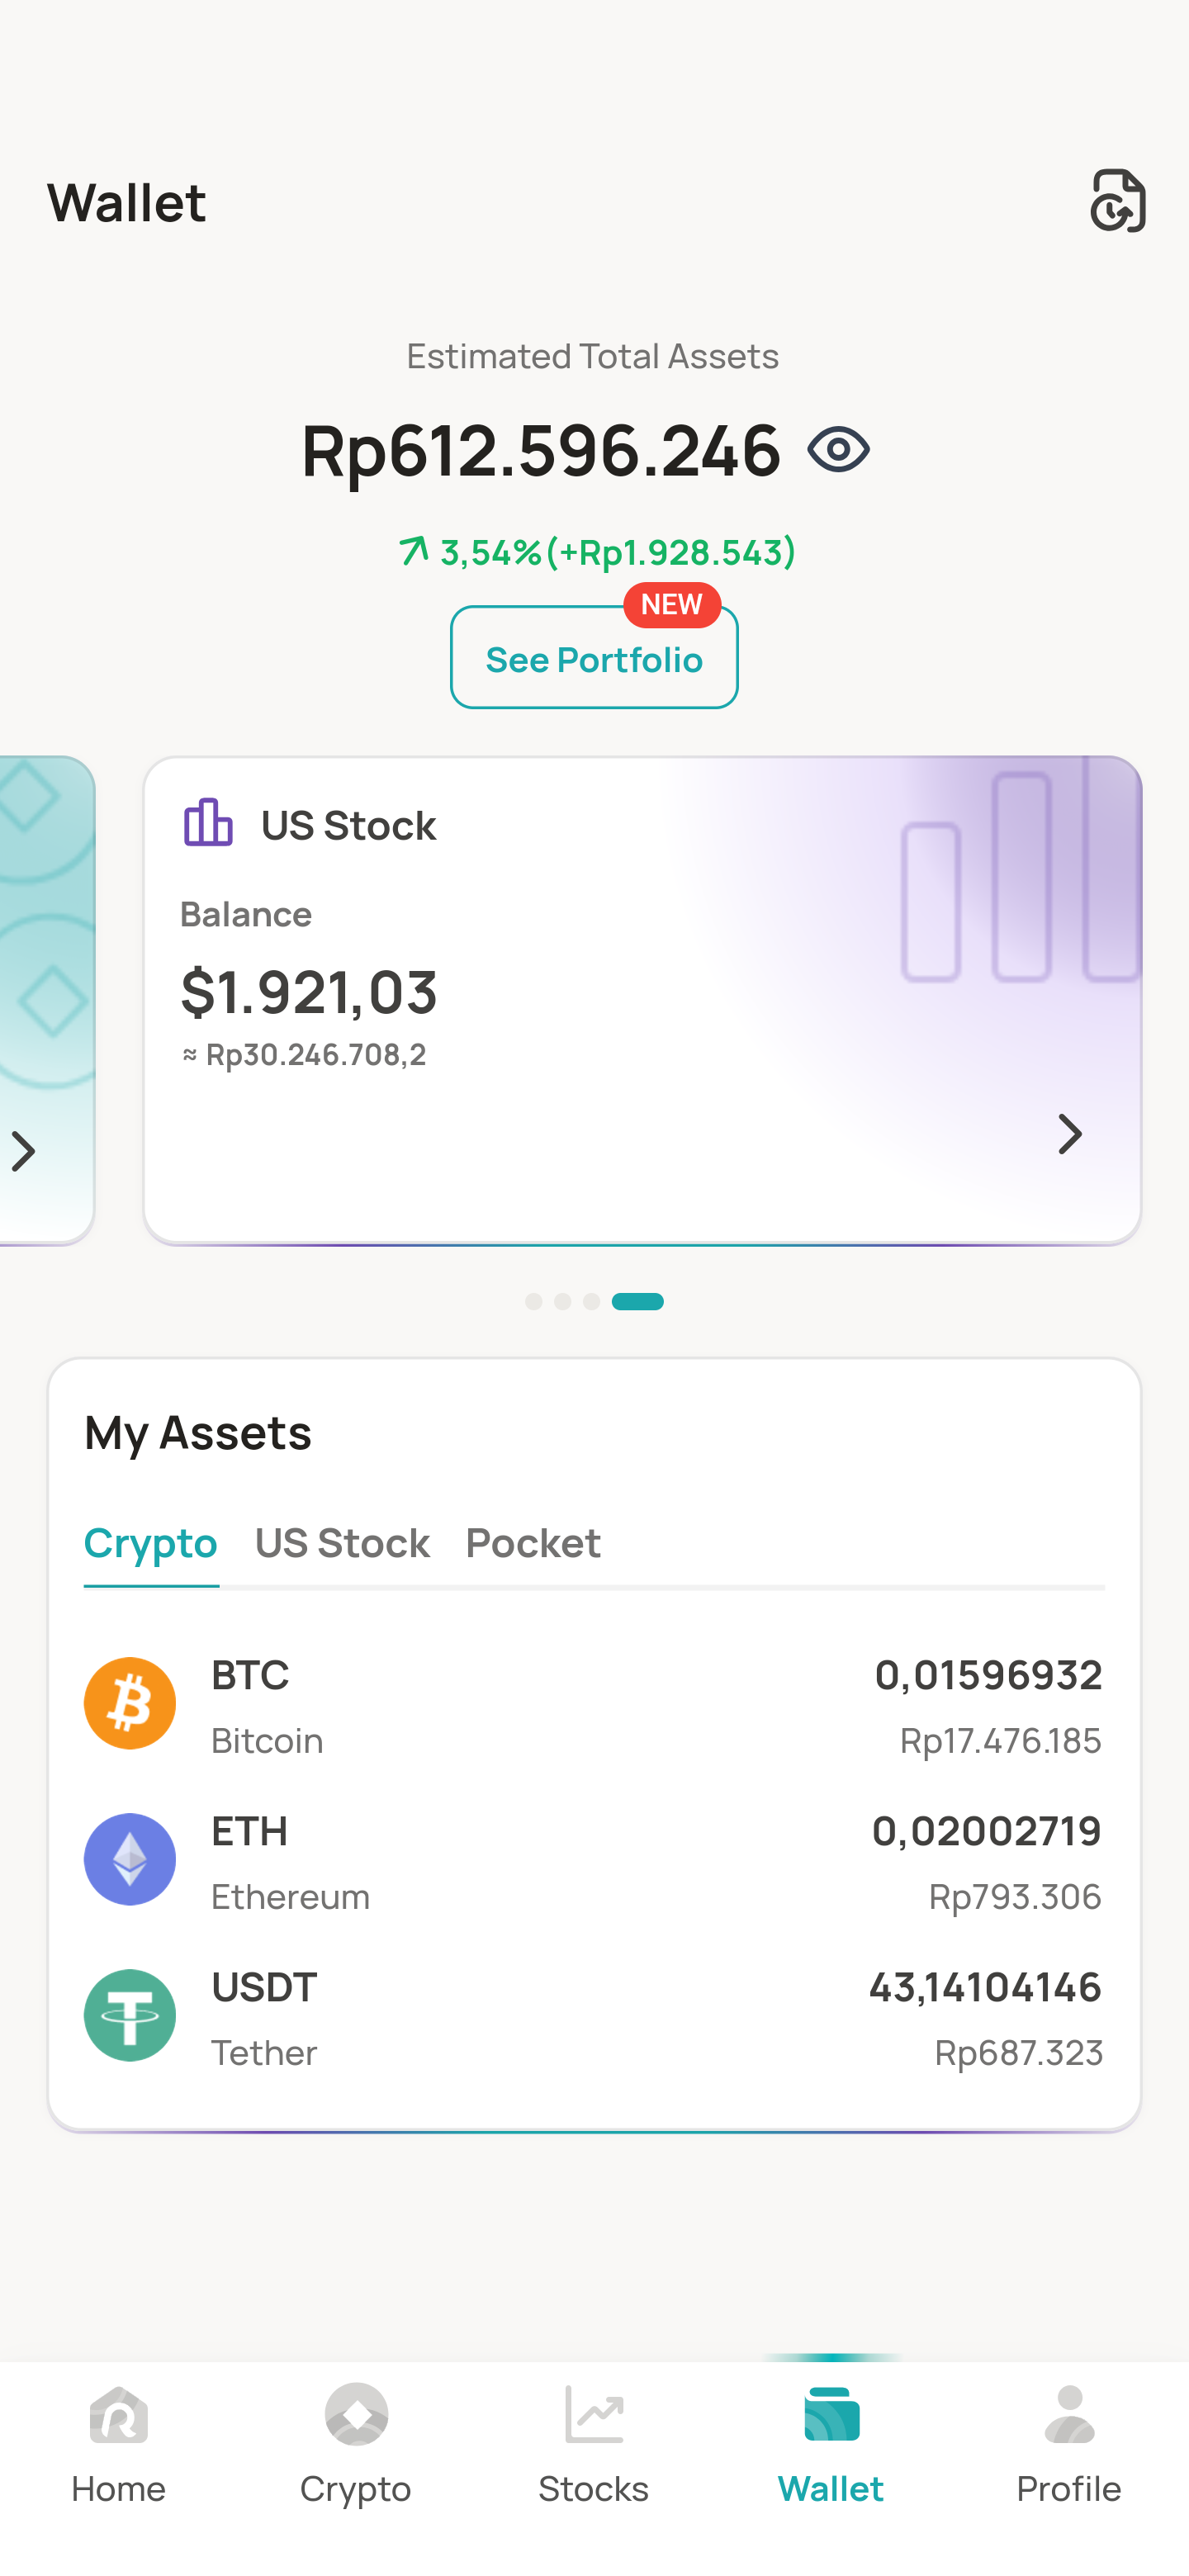 Wallet
Estimated Total Assets
Rp612.596.246
3,54%(+Rp1.928.543)
NEW
See Portfolio
US Stock
Balance
$1.921,03
≈ Rp30.246.708,2
My Assets
Crypto US Stock Pocket
BTC 0,01596932
Bitcoin Rp17.476.185
ETH 0,02002719
Ethereum Rp793.306
USDT 43,14104146
Tether Rp687.323
Home Crypto Stocks Wallet Profile